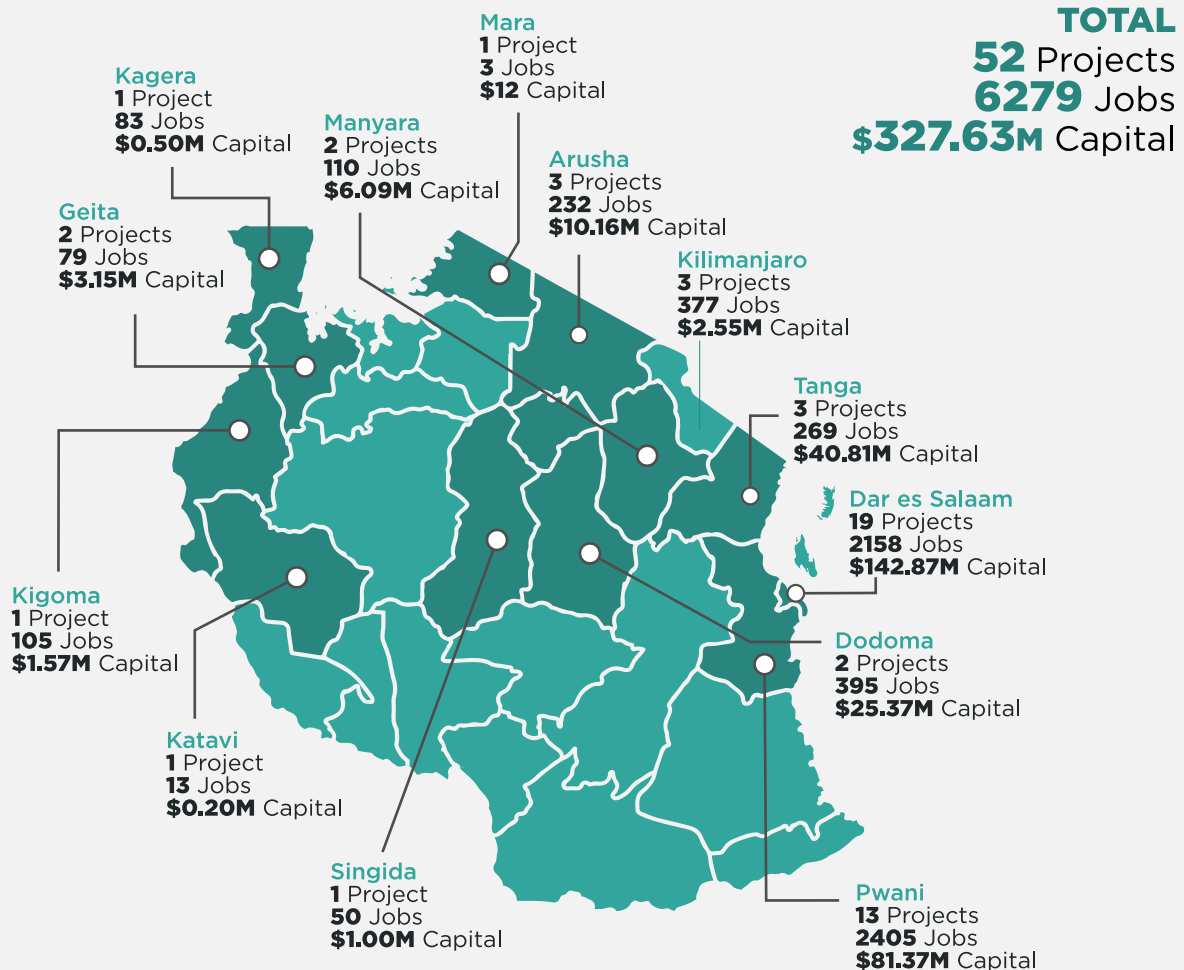 TOTAL
52 Projects
6279 Jobs
$327.63M Capital
Mara
1 Project
3 Jobs
$12 Capital
Kagera
1 Project
83 Jobs
$0.50M Capital
Manyara
2 Projects
110 Jobs
$6.09M Capital
Arusha
3 Projects
232 Jobs
$10.16M Capital
Geita
2 Projects
79 Jobs
$3.15M Capital
Kilimanjaro
3 Projects
377 Jobs
$2.55M Capital
Tanga
3 Projects
269 Jobs
$40.81M Capital
Dar es Salaam
19 Projects
2158 Jobs
$142.87M Capital
Kigoma
1 Project
105 Jobs
$1.57M Capital
Dodoma
2 Projects
395 Jobs
$25.37M Capital
Katavi
1 Project
13 Jobs
$0.20M Capital
Singida
1 Project
50 Jobs
$1.00M Capital
Pwani
13 Projects
2405 Jobs
$81.37M Capital